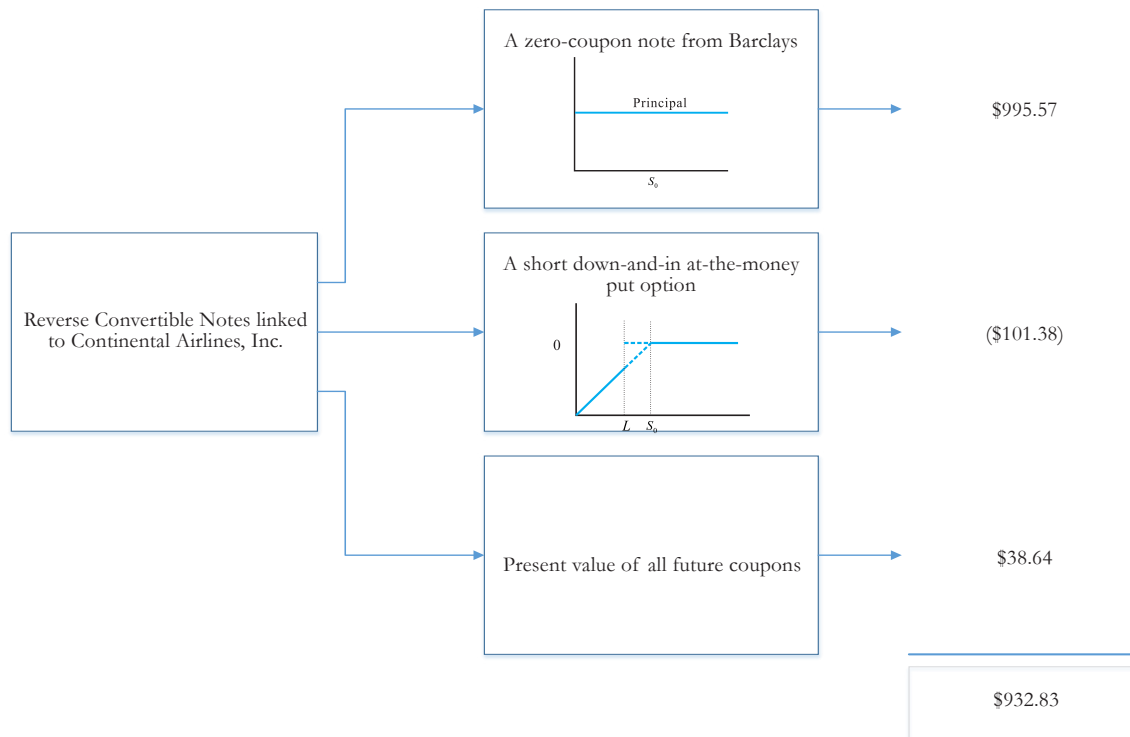 A zero-coupon note from Barclays
Principal
S₀
$995.57
Reverse Convertible Notes linked
to Continental Airlines, Inc.
A short down-and-in at-the-money
put option
0
L S₀
($101.38)
Present value of all future coupons
$38.64
$932.83